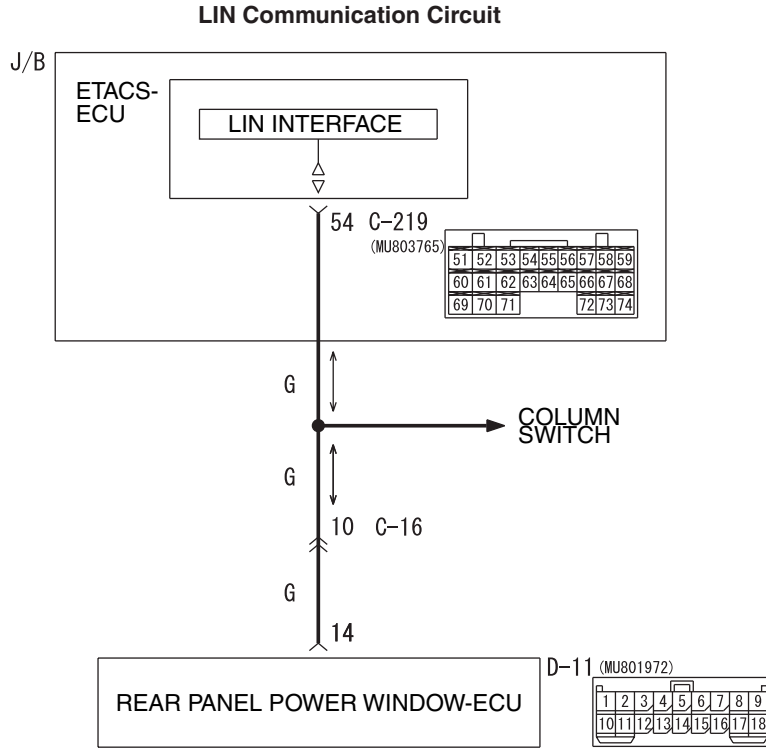 LIN Communication Circuit
J/B
ETACS-
ECU
LIN INTERFACE
54 C-219
(MU803765)
51 52 53 54 55 56 57 58 59
60 61 62 63 64 65 66 67 68
69 70 71 72 73 74
G
COLUMN
SWITCH
G
10 C-16
G
14
D-11 (MU801972)
REAR PANEL POWER WINDOW-ECU
1 2 3 4 5 6 7 8 9
10 11 12 13 14 15 16 17 18